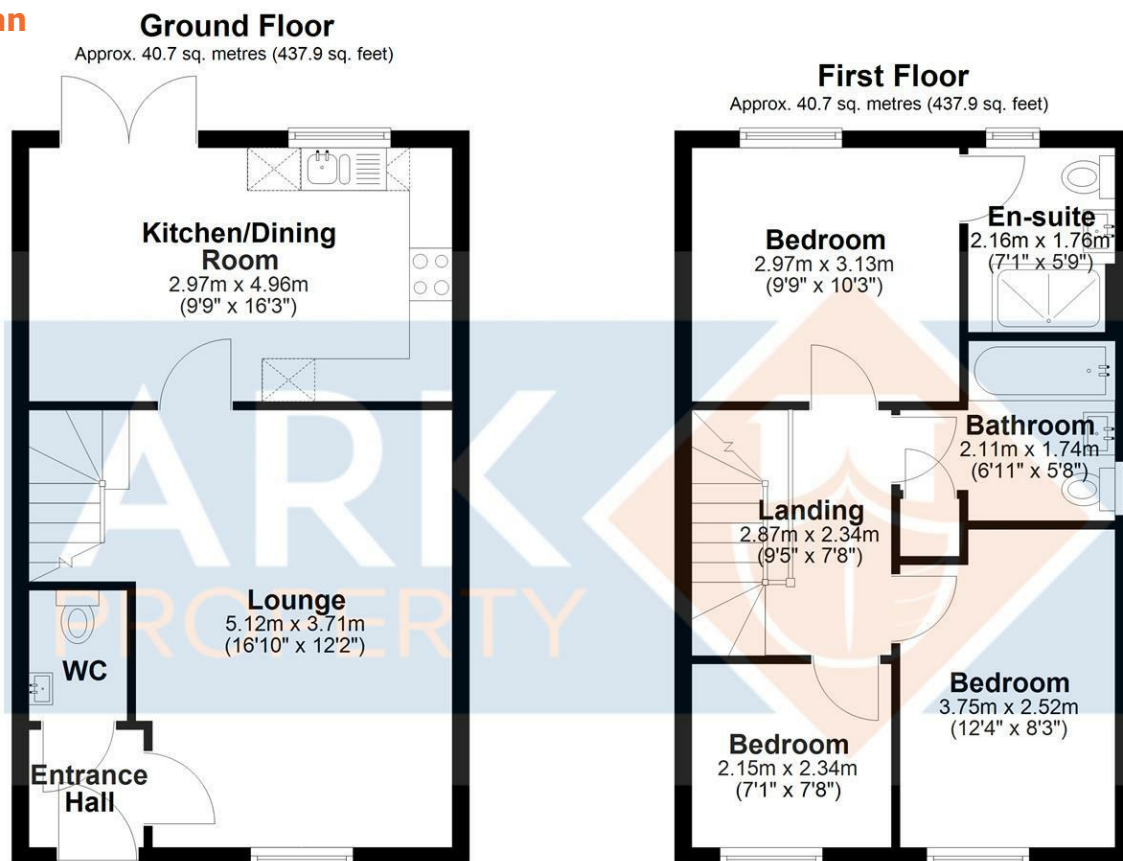 an
Ground Floor
Approx. 40.7 sq. metres (437.9 sq. feet)
Kitchen/Dining
Room
2.97m x 4.96m
(9'9" x 16'3")
Lounge
5.12m x 3.71m
(16'10" x 12'2")
WC
Entrance
Hall
First Floor
Approx. 40.7 sq. metres (437.9 sq. feet)
Bedroom
2.97m x 3.13m
(9'9" x 10'3")
En-suite
2.16m x 1.76m
(7'1" x 5'9")
Bathroom
2.11m x 1.74m
(6'11" x 5'8")
Landing
2.87m x 2.34m
(9'5" x 7'8")
Bedroom
3.75m x 2.52m
(12'4" x 8'3")
Bedroom
2.15m x 2.34m
(7'1" x 7'8")
ARK
PROPERTY